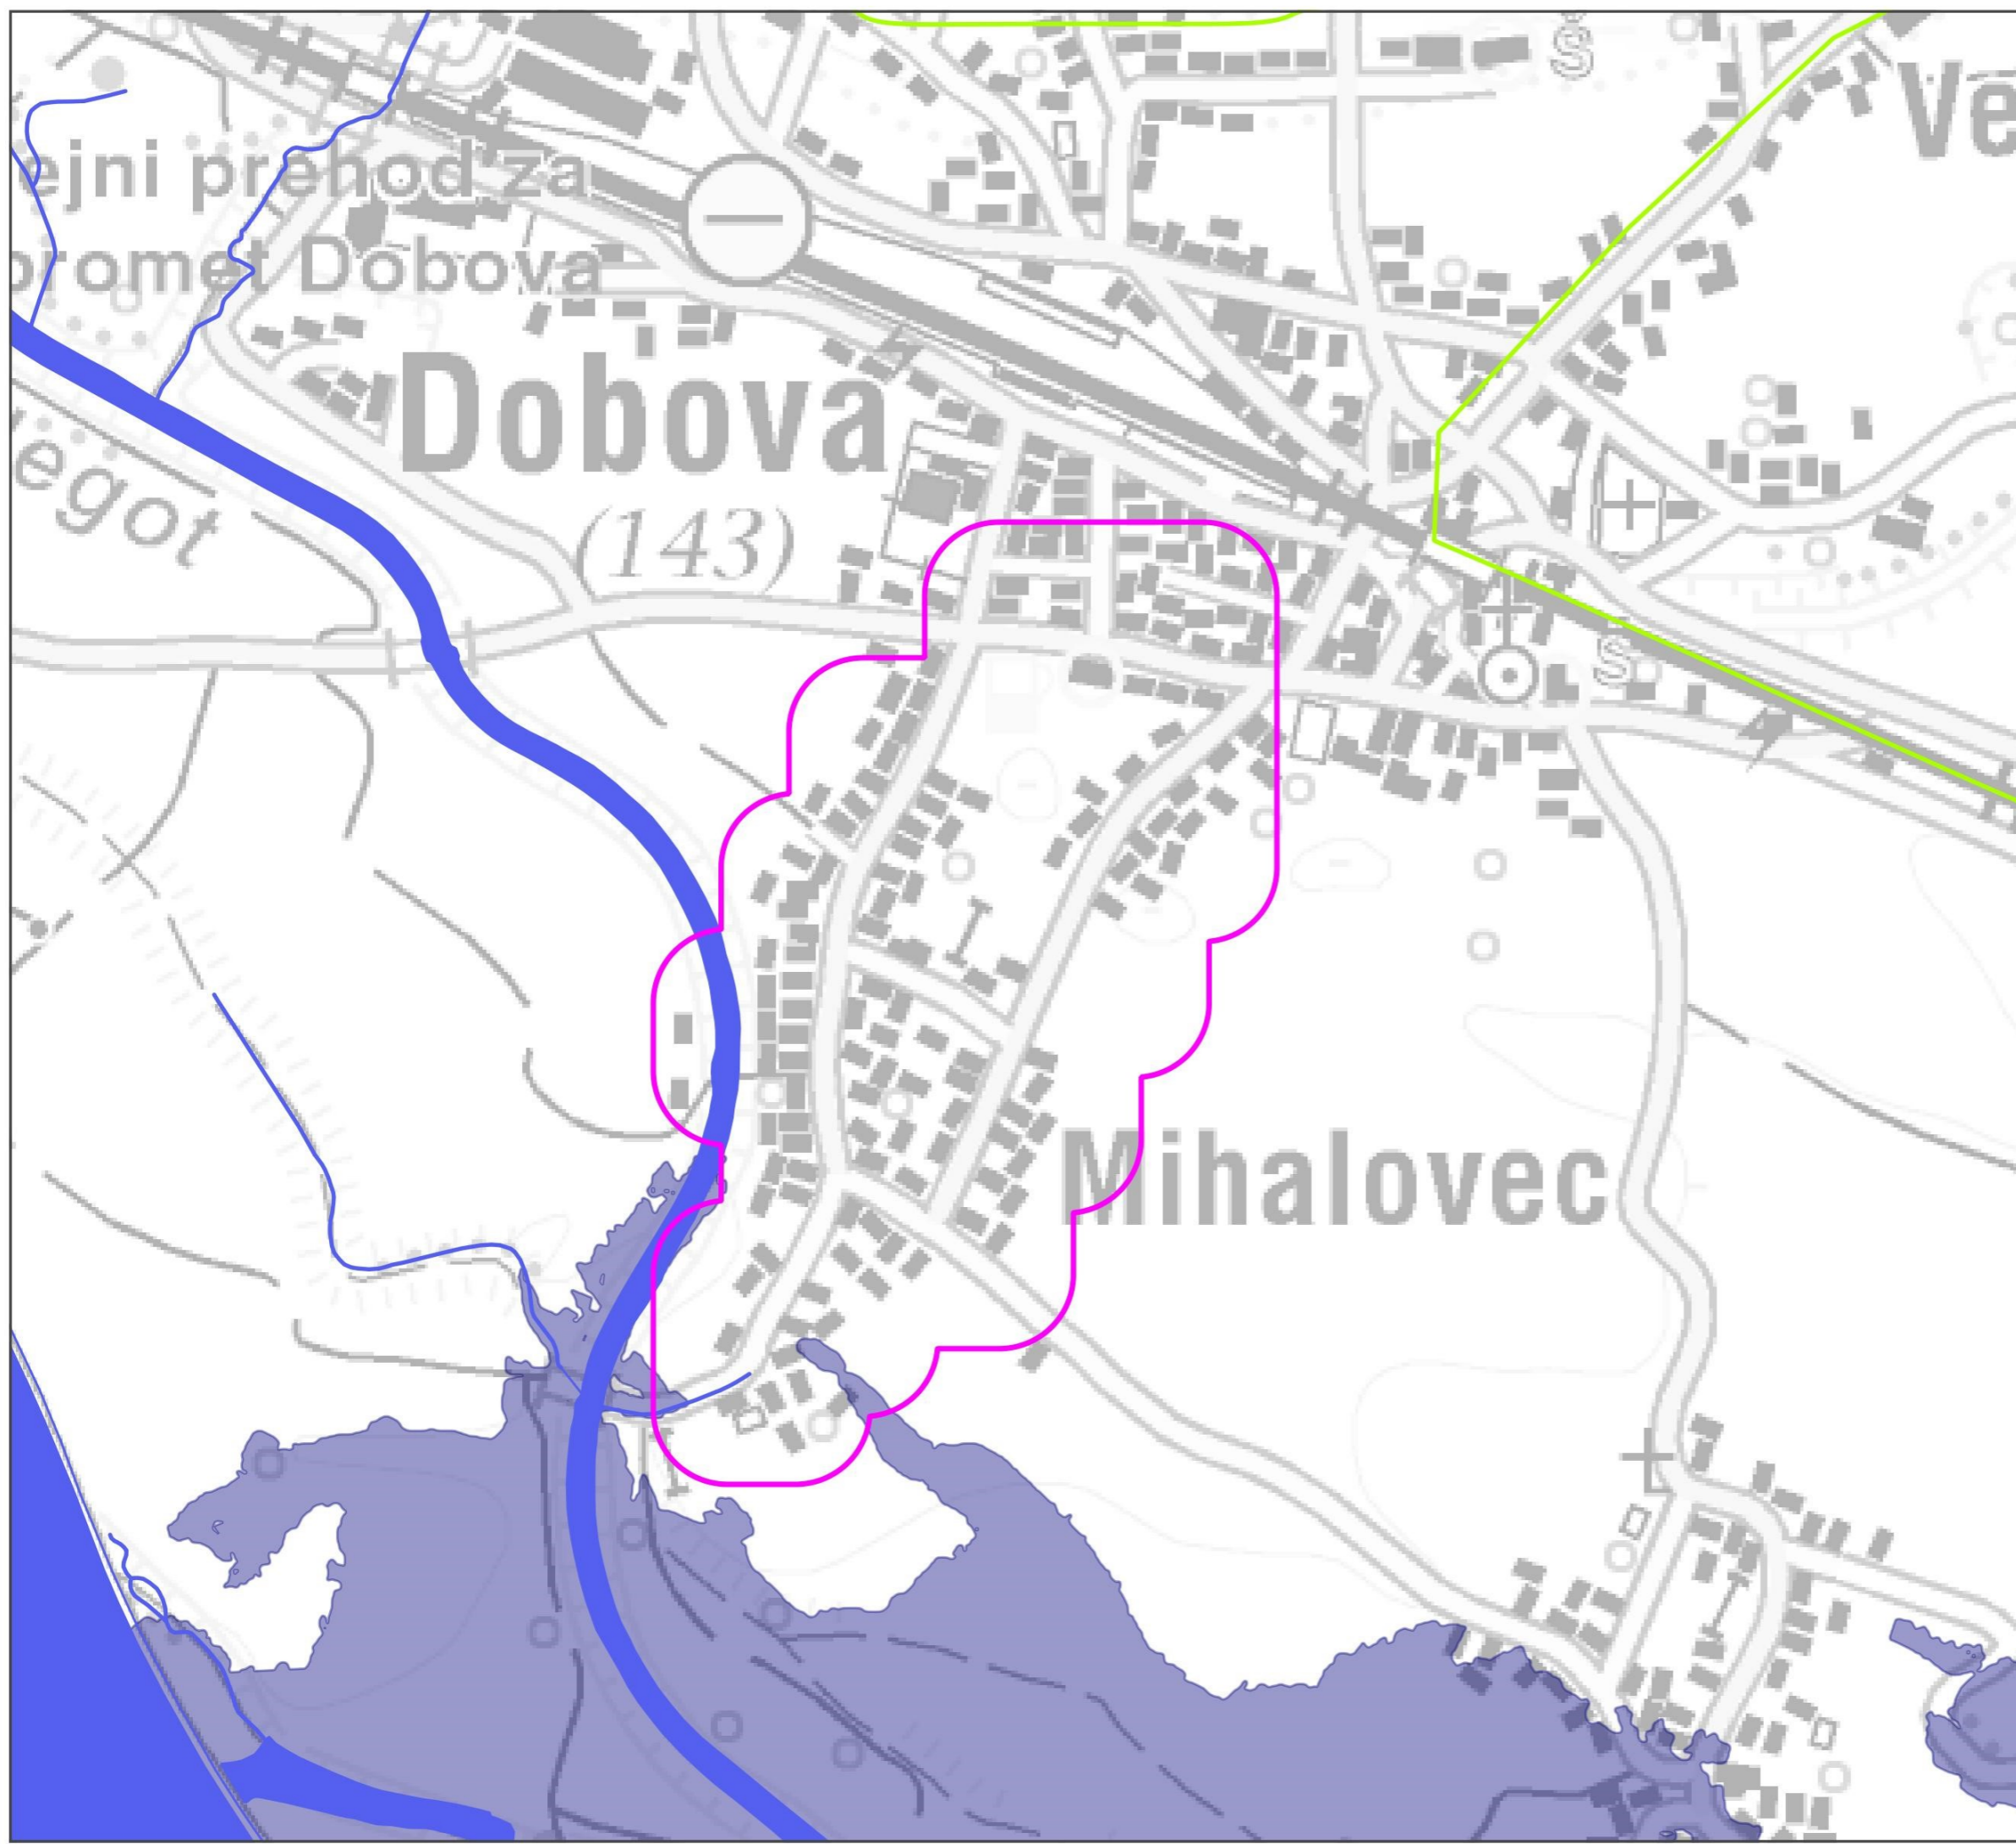 S
Ve
ejni prehod za
promet Dobova
Dobova
egot
(143)
S
Mihalovec